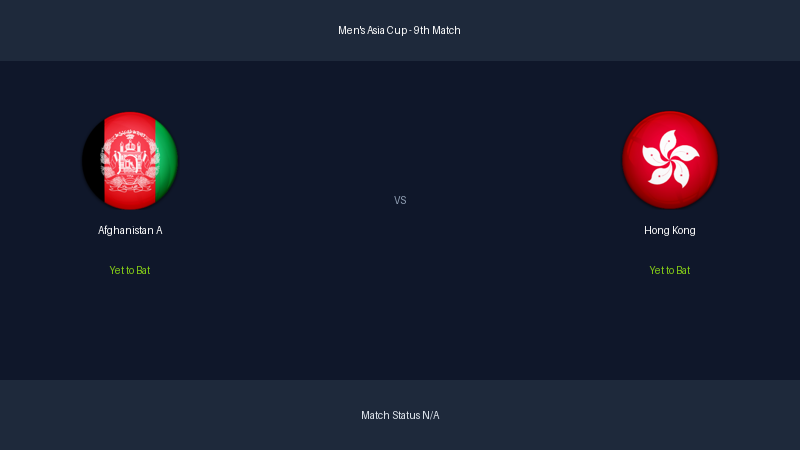 Men's Asia Cup - 9th Match
VS
Afghanistan A
Hong Kong
Yet to Bat
Yet to Bat
Match Status N/A